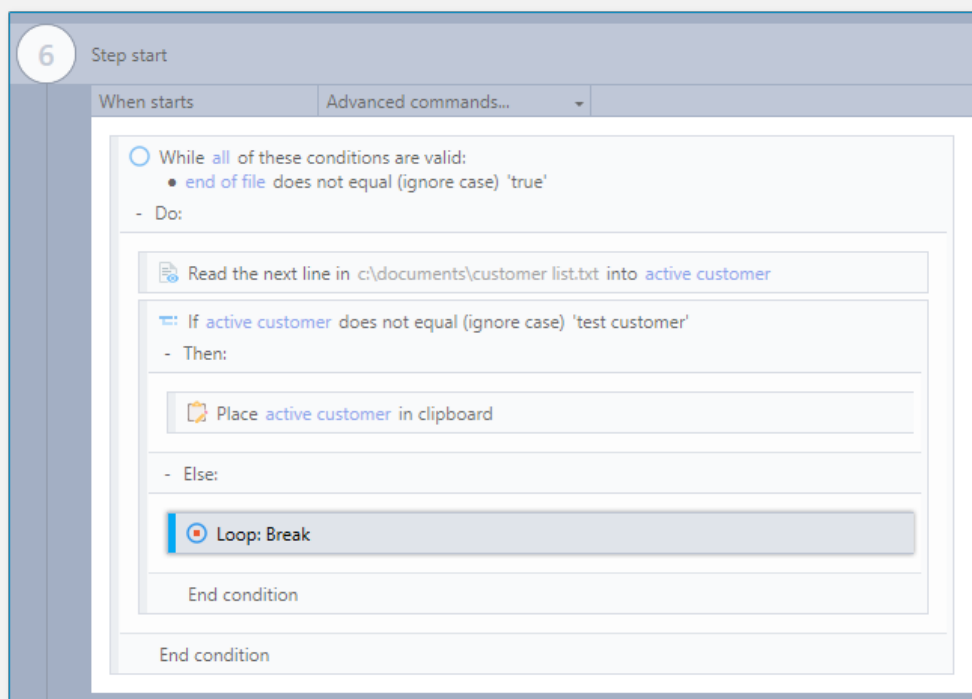 6
Step start
When starts
Advanced commands...
While all of these conditions are valid:
• end of file does not equal (ignore case) 'true'
- Do:
Read the next line in c:\documents\customer list.txt into active customer
If active customer does not equal (ignore case) 'test customer'
- Then:
Place active customer in clipboard
- Else:
Loop: Break
End condition
End condition